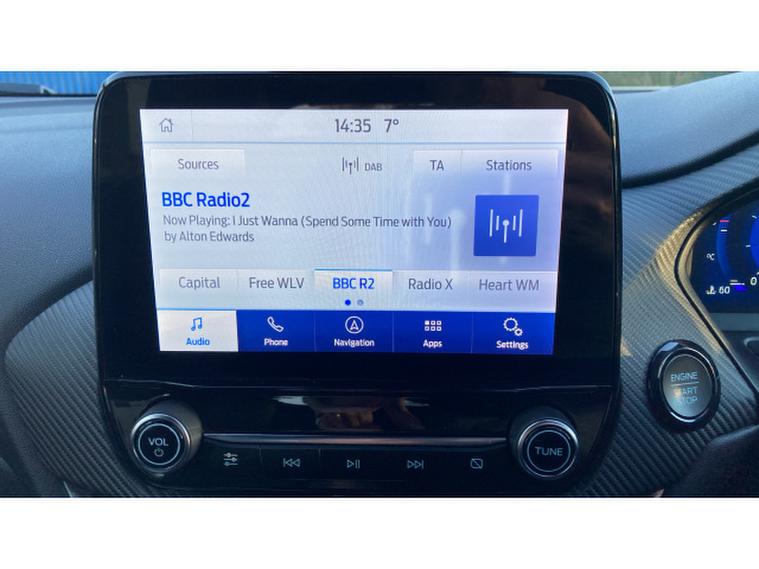 14:35 7°
Sources DAB TA Stations
BBC Radio2
Now Playing: I Just Wanna (Spend Some Time with You)
by Alton Edwards
Capital Free WLV BBC R2 Radio X Heart WM
Audio Phone Navigation Apps Settings
°C
60
ENGINE
START
STOP
VOL
TUNE